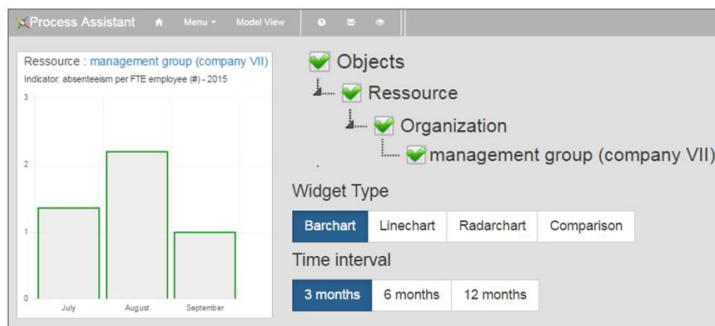 Process Assistant Menu Model View
Ressource : management group (company VII)
Indicator: absenteeism per FTE employee (#) - 2015
3
2
1
0
July August September
Objects
Ressource
Organization
management group (company VII)
Widget Type
Barchart Linechart Radarchart Comparison
Time interval
3 months 6 months 12 months